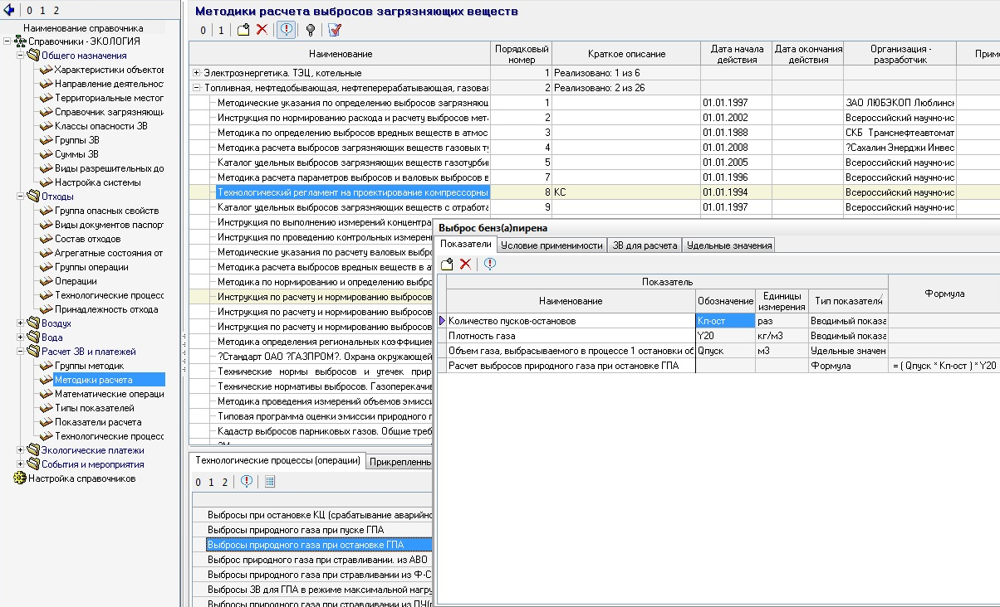 0 1 2
Наименование справочника
Справочники - ЭКОЛОГИЯ
Общего назначения
Характеристики объектов
Направление деятельнос
Территориальные местог
Справочник загрязняющи
Классы опасности ЗВ
Группы ЗВ
Суммы ЗВ
Виды разрешительных до
Настройка системы
Отходы
Группа опасных свойств
Виды документов паспорт
Состав отходов
Агрегатные состояния от
Группы операции
Операции
Технологические процесс
Принадлежность отхода
Воздух
Вода
Расчет ЗВ и платежей
Группы методик
Методики расчета
Математические операци
Типы показателей
Показатели расчета
Технологические процесс
Экологические платежи
События и мероприятия
Настройка справочников
Методики расчета выбросов загрязняющих веществ
0 1
Наименование Порядковый номер Краткое описание Дата начала действия Дата окончания действия Организация - разработчик Прим
Электроэнергетика. ТЭЦ, котельные 1 Реализовано: 1 из 6
Топливная, нефтедобывающая, нефтеперерабатывающая, газовая 2 Реализовано: 2 из 26
Методические указания по определению выбросов загрязняющ 1 01.01.1997 ЗАО ЛЮБЭКОП Люблинс
Инструкция по нормированию расхода и расчету выбросов мет 2 01.01.2002 Всероссийский научно-ис
Методика по определению выбросов вредных веществ в атмос 3 01.01.1988 СКБ Транснефтеавтомат
Методика расчета выбросов загрязняющих веществ газовых т 4 01.01.2008 ?Сахалин Энерджи Инвес
Каталог удельных выбросов загрязняющих веществ газотурби 5 01.01.2005 Всероссийский научно-ис
Методика расчета параметров выбросов и валовых выбросов в 7 01.01.1996 Всероссийский научно-ис
Технологический регламент на проектирование компрессорны 8 КС 01.01.1994 Всероссийский научно-ис
Каталог удельных выбросов загрязняющих веществ с отработа 9 01.01.1997 Всероссийский научно-ис
Инструкция по выполнению измерений концентра
Инструкция по проведению контрольных измерен
Методические указания по расчету валовых выбро
Методика расчета выбросов вредных веществ в а
Методика по нормированию и определению выбро
Инструкция по расчету и нормированию выбросов
Инструкция по расчету и нормированию выбросов
Инструкция по расчету и нормированию выбросов
Методика определения региональных коэффициен
?Стандарт ОАО ?ГАЗПРОМ?. Охрана окружающей
Технические нормы выбросов и утечек прир
Технические нормативы выбросов. Газоперекачив
Методика проведения измерений объемов эмисси
Типовая программа оценки эмиссии природного г
Кадастр выбросов парниковых газов. Общие треб
Выброс бенз(а)пирена
Показатели Условие применимости ЗВ для расчета Удельные значения
Показатель Формула
Наименование Обозначение Единицы измерения Тип показателя
Количество пусков-остановов Кп-ост раз Вводимый показа
Плотность газа Y20 кг/м3 Вводимый показа
Объем газа, выбрасываемого в процессе 1 остановки об Qпуск м3 Удельные значен
Расчет выбросов природного газа при остановке ГПА Формула = ( Qпуск * Кп-ост ) * Y20
Технологические процессы (операции) Прикрепленны
0 1 2
Выбросы при остановке КЦ (срабатывание аварийно
Выбросы природного газа при пуске ГПА
Выбросы природного газа при остановке ГПА
Выброс природного газа при стравливании. из АВО
Выбросы природного газа при стравливании из Ф-С
Выбросы ЗВ для ГПА в режиме максимальной нагру
Выбросы природного газа при стравливании из ПУ(п